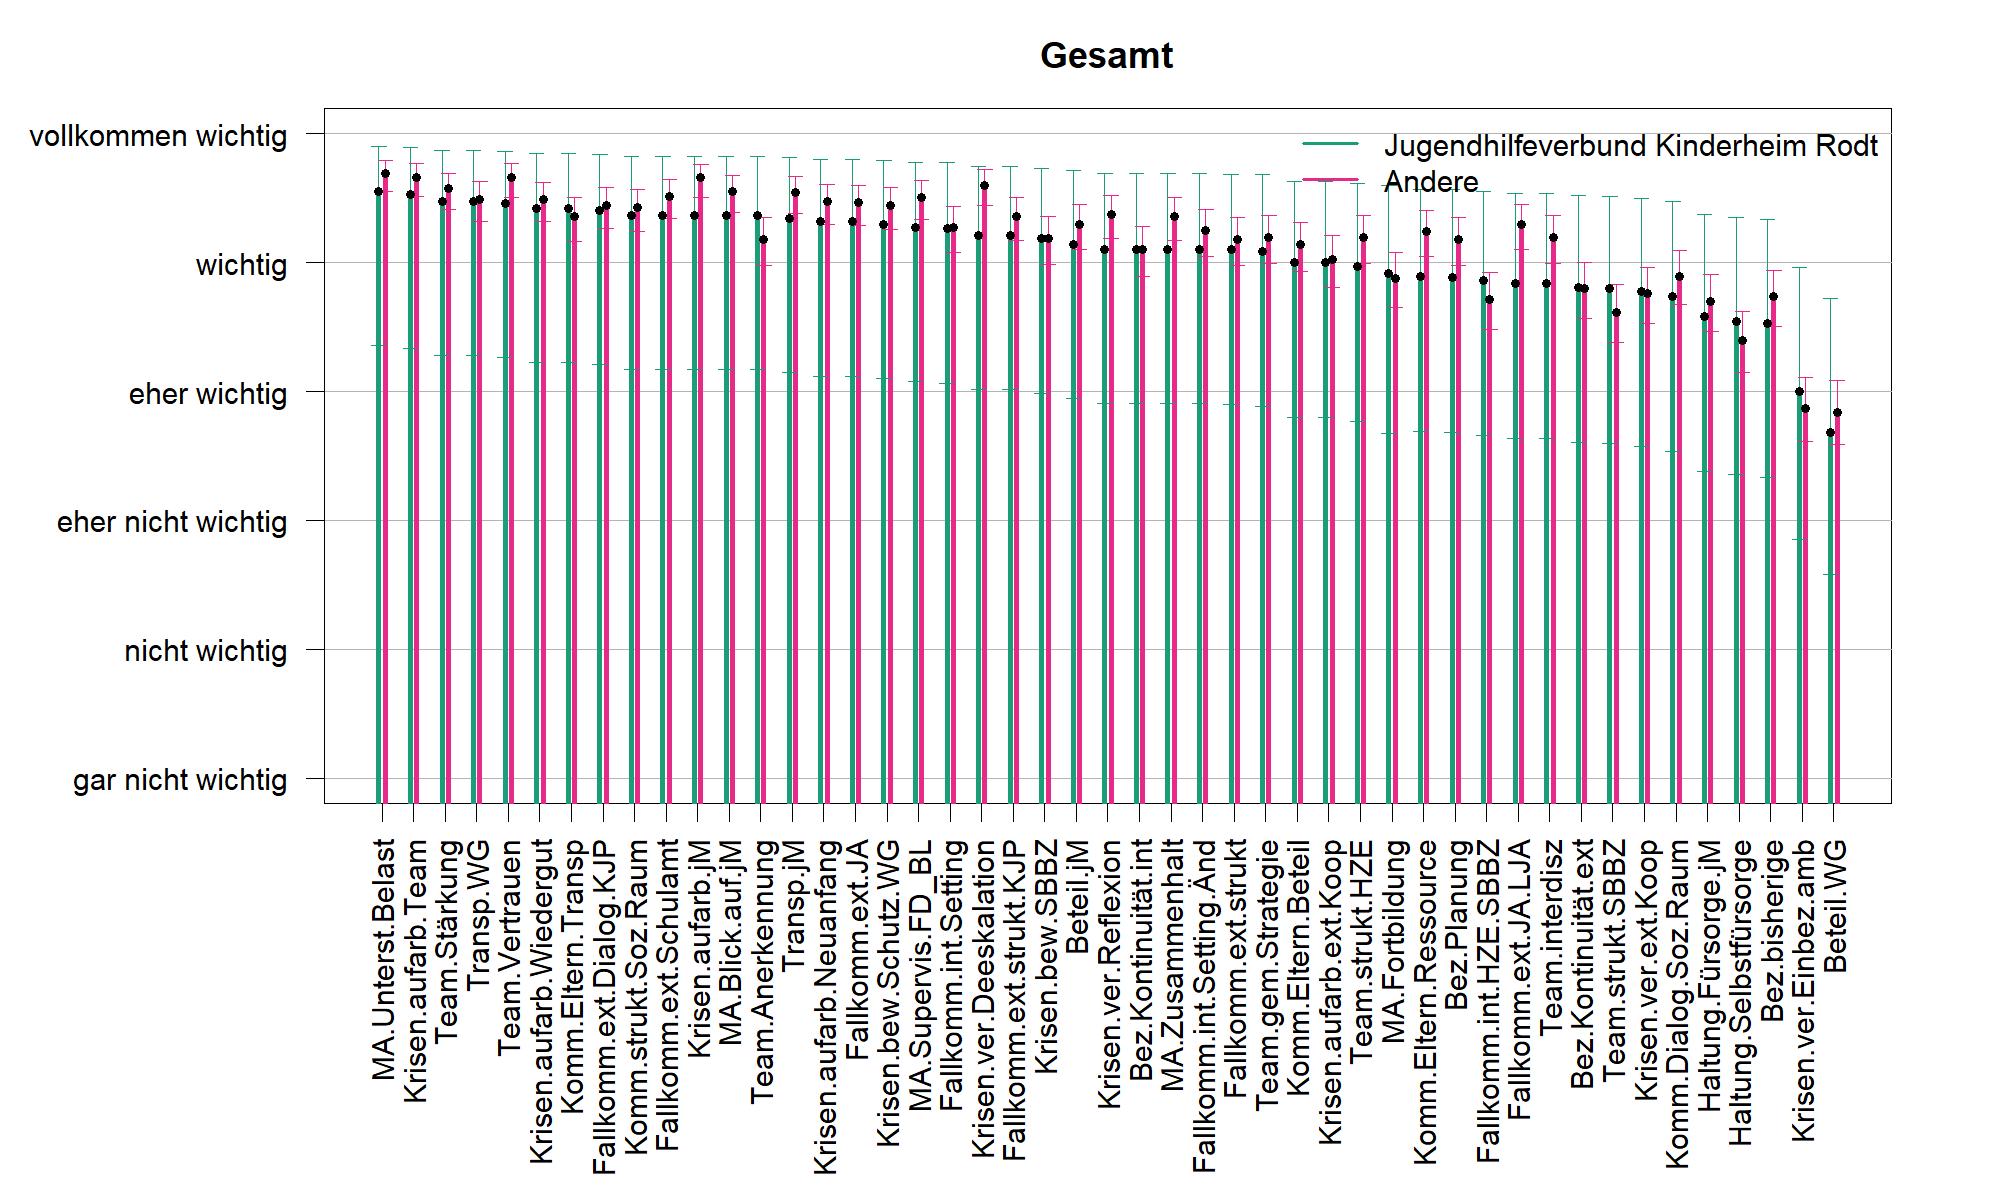 Gesamt
vollkommen wichtig
wichtig
eher wichtig
eher nicht wichtig
nicht wichtig
gar nicht wichtig
Jugendhilfeverbund Kinderheim Rodt
Andere
MA.Unterst.Belast
Krisen.aufarb.Team
Team.Stärkung
Transp.WG
Team.Vertrauen
Krisen.aufarb.Wiedergut
Komm.Eltern.Transp
Fallkomm.ext.Dialog.KJP
Komm.strukt.Soz.Raum
Fallkomm.ext.Schulamt
Krisen.aufarb.jM
MA.Blick.auf.jM
Team.Anerkennung
Transp.jM
Krisen.aufarb.Neuanfang
Fallkomm.ext.JA
Krisen.bew.Schutz.WG
MA.Supervis.FD_BL
Fallkomm.int.Setting
Krisen.ver.Deeskalation
Fallkomm.ext.strukt.KJP
Krisen.bew.SBBZ
Beteil.jM
Krisen.ver.Reflexion
Bez.Kontinuität.int
MA.Zusammenhalt
Fallkomm.int.Setting.Änd
Fallkomm.ext.strukt
Team.gem.Strategie
Komm.Eltern.Beteil
Krisen.aufarb.ext.Koop
Team.strukt.HZE
MA.Fortbildung
Komm.Eltern.Ressource
Bez.Planung
Fallkomm.int.HZE.SBBZ
Fallkomm.ext.JA.LJA
Team.interdisz
Bez.Kontinuität.ext
Team.strukt.SBBZ
Krisen.ver.ext.Koop
Komm.Dialog.Soz.Raum
Haltung.Fürsorge.jM
Haltung.Selbstfürsorge
Bez.bisherige
Krisen.ver.Einbez.amb
Beteil.WG